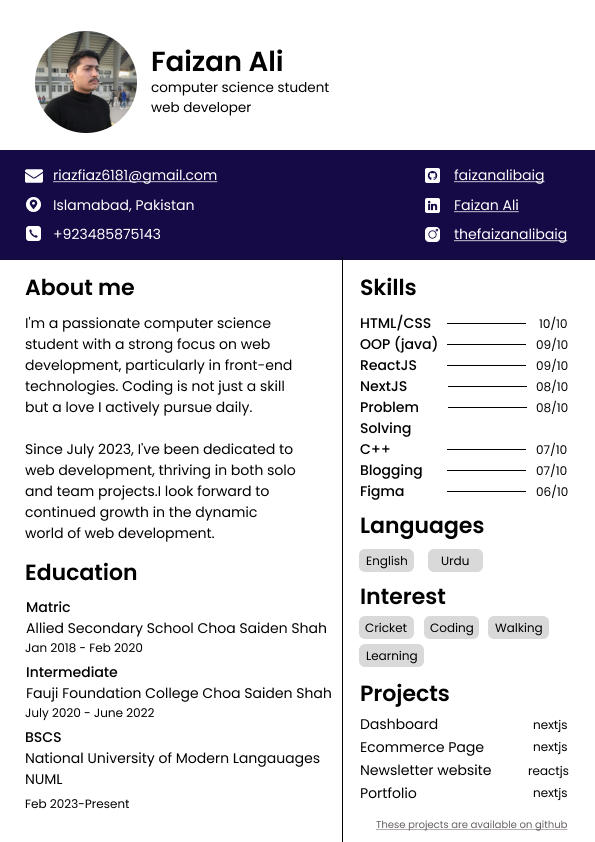 Faizan Ali
computer science student
web developer
riazfiaz6181@gmail.com
Islamabad, Pakistan
+923485875143
faizanalibaig
Faizan Ali
thefaizanalibaig
About me
I'm a passionate computer science
student with a strong focus on web
development, particularly in front-end
technologies. Coding is not just a skill
but a love I actively pursue daily.
Since July 2023, I've been dedicated to
web development, thriving in both solo
and team projects.I look forward to
continued growth in the dynamic
world of web development.
Education
Matric
Allied Secondary School Choa Saiden Shah
Jan 2018 - Feb 2020
Intermediate
Fauji Foundation College Choa Saiden Shah
July 2020 - June 2022
BSCS
National University of Modern Langauages
NUML
Feb 2023-Present
Skills
HTML/CSS 10/10
OOP (java) 09/10
ReactJS 09/10
NextJS 08/10
Problem 08/10
Solving
C++ 07/10
Blogging 07/10
Figma 06/10
Languages
English Urdu
Interest
Cricket Coding Walking
Learning
Projects
Dashboard nextjs
Ecommerce Page nextjs
Newsletter website reactjs
Portfolio nextjs
These projects are available on github